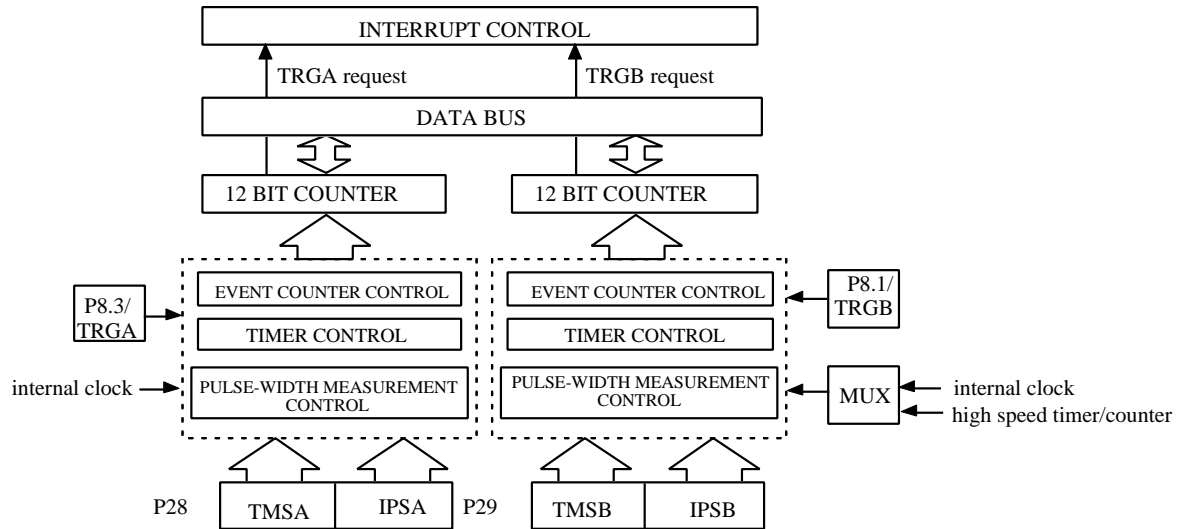 INTERRUPT CONTROL
TRGA request
TRGB request
DATA BUS
12 BIT COUNTER
12 BIT COUNTER
EVENT COUNTER CONTROL
EVENT COUNTER CONTROL
P8.3/
TRGA
P8.1/
TRGB
TIMER CONTROL
TIMER CONTROL
internal clock
PULSE-WIDTH MEASUREMENT
CONTROL
PULSE-WIDTH MEASUREMENT
CONTROL
MUX
internal clock
high speed timer/counter
P28
TMSA
IPSA
P29
TMSB
IPSB